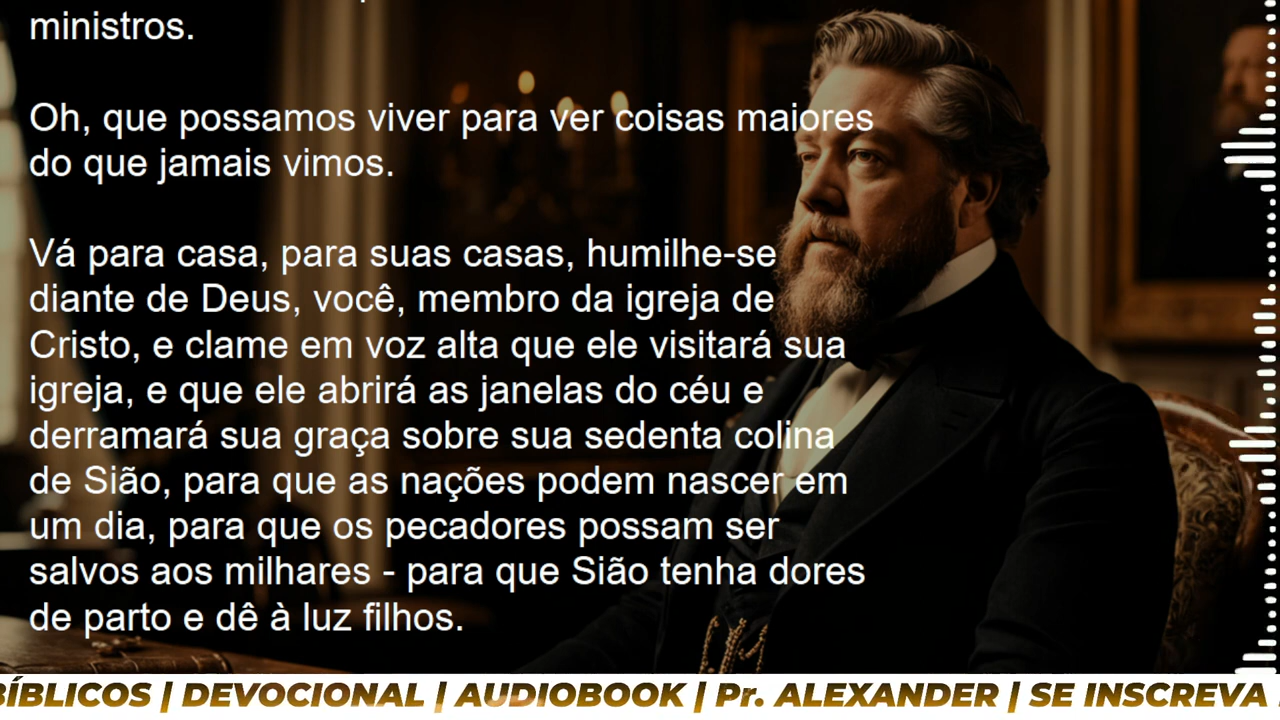 ministros.
Oh, que possamos viver para ver coisas maiores
do que jamais vimos.
Vá para casa, para suas casas, humilhe-se
diante de Deus, você, membro da igreja de
Cristo, e clame em voz alta que ele visitará sua
igreja, e que ele abrirá as janelas do céu e
derramará sua graça sobre sua sedenta colina
de Sião, para que as nações podem nascer em
um dia, para que os pecadores possam ser
salvos aos milhares - para que Sião tenha dores
de parto e dê à luz filhos.
BÍBLICOS | DEVOCIONAL | AUDIOBOOK | Pr. ALEXANDER | SE INSCREVA